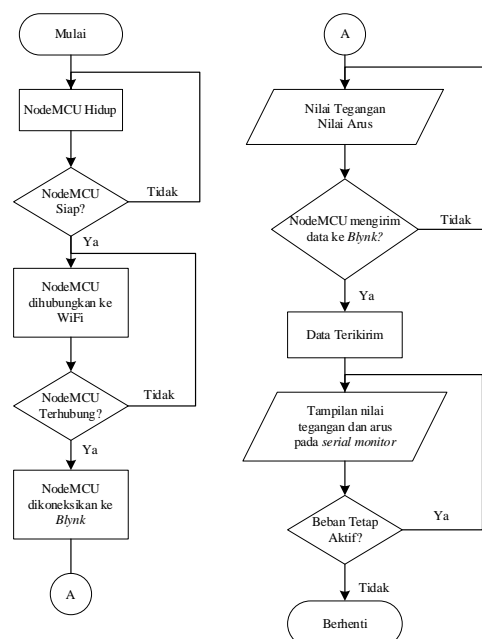 Mulai
NodeMCU Hidup
NodeMCU
Siap?
Tidak
Ya
NodeMCU
dihubungkan ke
WiFi
NodeMCU
Terhubung?
Tidak
Ya
NodeMCU
dikoneksikan ke
Blynk
A
A
Nilai Tegangan
Nilai Arus
NodeMCU mengirim
data ke Blynk?
Tidak
Ya
Data Terikirim
Tampilan nilai
tegangan dan arus
pada serial monitor
Beban Tetap
Aktif?
Ya
Tidak
Berhenti